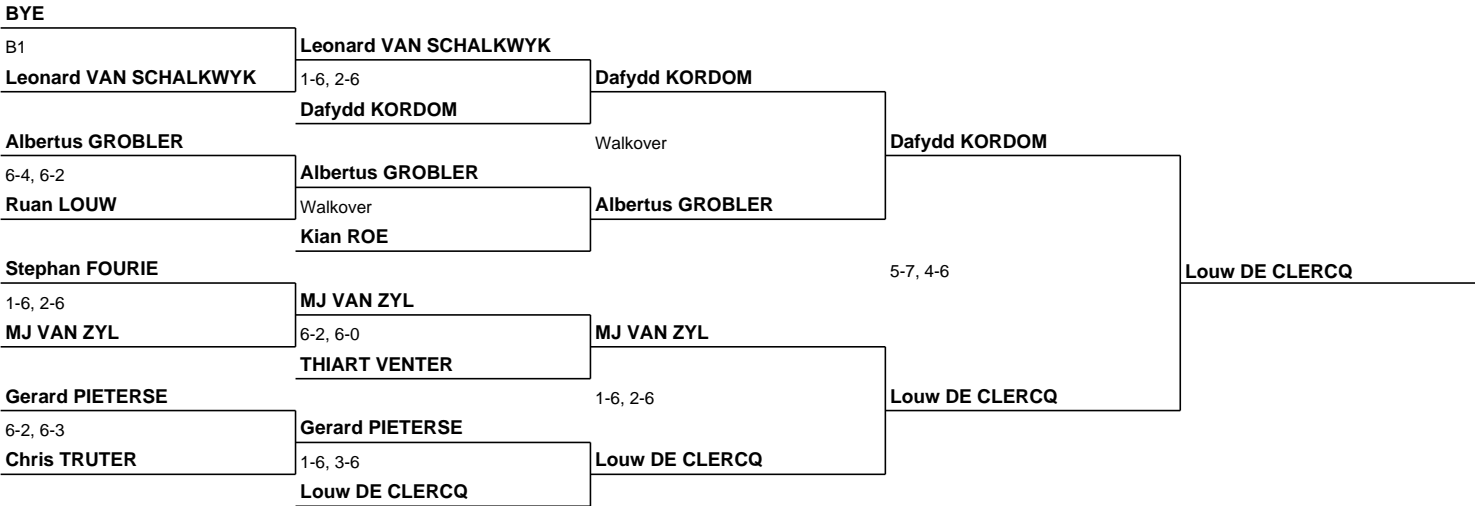 BYE
B1
Leonard VAN SCHALKWYK
Leonard VAN SCHALKWYK
1-6, 2-6
Dafydd KORDOM
Dafydd KORDOM
Albertus GROBLER
Walkover
Dafydd KORDOM
6-4, 6-2
Albertus GROBLER
Ruan LOUW
Walkover
Albertus GROBLER
Kian ROE
Stephan FOURIE
5-7, 4-6
Louw DE CLERCQ
1-6, 2-6
MJ VAN ZYL
MJ VAN ZYL
6-2, 6-0
MJ VAN ZYL
THIART VENTER
Gerard PIETERSE
1-6, 2-6
Louw DE CLERCQ
6-2, 6-3
Gerard PIETERSE
Chris TRUTER
1-6, 3-6
Louw DE CLERCQ
Louw DE CLERCQ